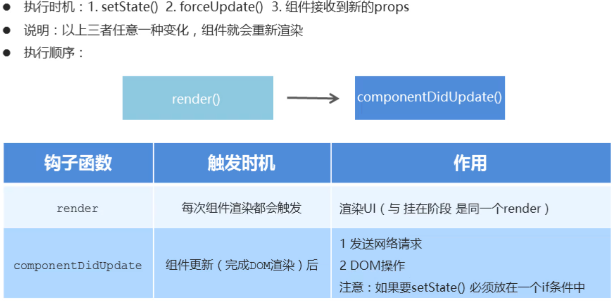 ● 执行时机：1. setState() 2. forceUpdate() 3. 组件接收到新的props
● 说明：以上三者任意一种变化，组件就会重新渲染
● 执行顺序：
render() componentDidUpdate()
钩子函数 触发时机 作用
render 每次组件渲染都会触发 渲染UI（与 挂在阶段 是同一个render）
1 发送网络请求
componentDidUpdate 组件更新（完成DOM渲染）后 2 DOM操作
注意：如果要setState() 必须放在一个if条件中